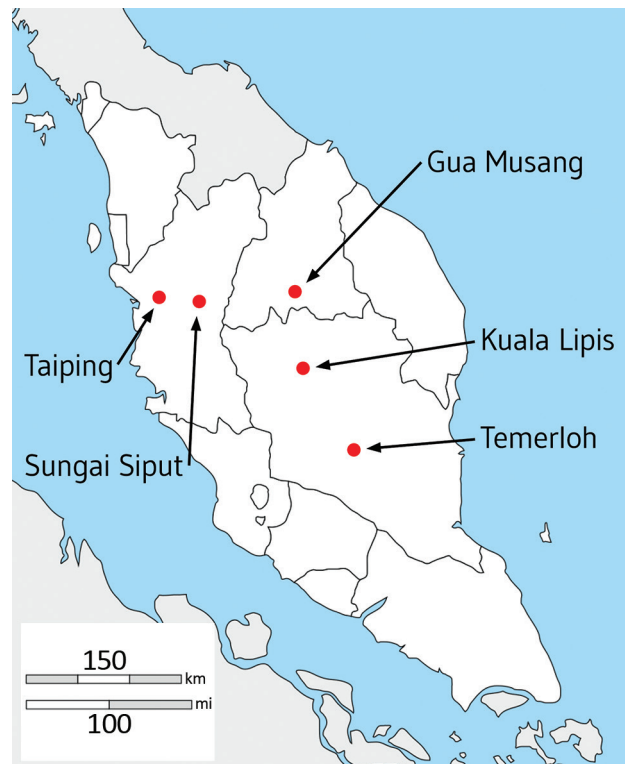 Gua Musang
Kuala Lipis
Taiping
Temerloh
Sungai Siput
150
km
mi
100